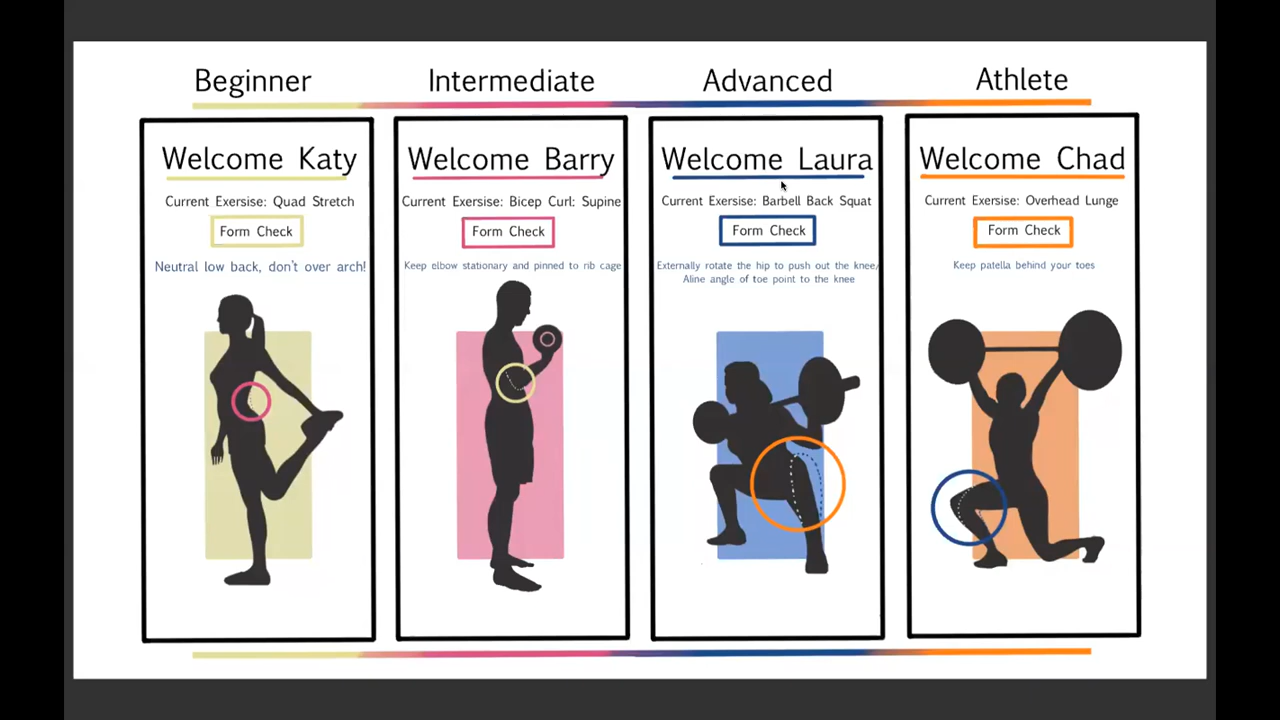 Beginner
Intermediate
Advanced
Athlete
Welcome Katy
Current Exersise: Quad Stretch
Form Check
Neutral low back, don't over arch!
Welcome Barry
Current Exersise: Bicep Curl: Supine
Form Check
Keep elbow stationary and pinned to rib cage
Welcome Laura
Current Exersise: Barbell Back Squat
Form Check
Externally rotate the hip to push out the knee/
Aline angle of toe point to the knee
Welcome Chad
Current Exersise: Overhead Lunge
Form Check
Keep patella behind your toes